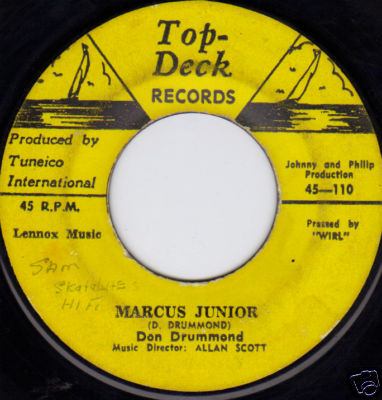 Top-
Deck
RECORDS
Produced by
Tuneico
International
45 R.P.M.
Lennox Music
Johnny and Philip
Production
45-110
Pressed by
"WIRL"
SAM
Skatalites
Hi Fi
MARCUS JUNIOR
(D. DRUMMOND)
Don Drummond
Music Director: ALLAN SCOTT